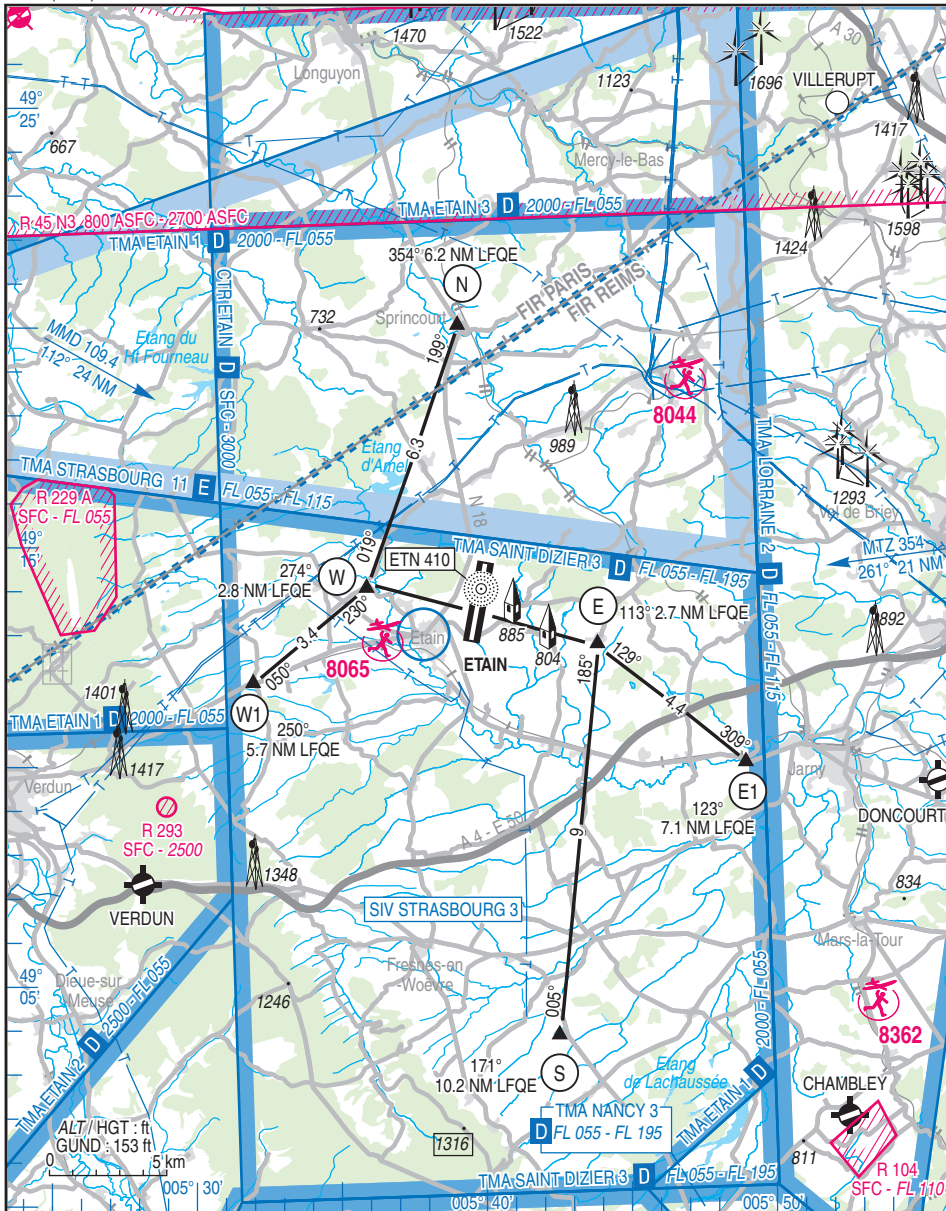 1470
1522
1696
A 30
VILLERUPT
Longuyon
1123
49°
25'
1417
667
Mercy-le-Bas
R 45 N3 800 ASFC - 2700 ASFC
TMA ETAIN 3 D 2000 - FL 055
TMA ETAIN 1 D 2000 - FL 055
1598
1424
354° 6.2 NM LFQE
N
FIR PARIS
FIR REIMS
CTR ETAIN D SFC - 3000
732
Sprincourt
Etang du
Ht Fourneau
MMD 109.4
112° 24 NM
199°
8044
989
6.3
Etang
d'Amel
N 18
TMA LORRAINE 2 D FL 055 - FL 115
1293
Val de Briey
TMA STRASBOURG 11 E FL 055 - FL 115
R 229 A
SFC - FL 055
49°
15'
019°
TMA SAINT DIZIER 3 D FL 055 - FL 195
MTZ 354
261° 21 NM
274°
2.8 NM LFQE
W
ETN 410
E
113° 2.7 NM LFQE
892
230°
3.4
050°
8065
Etain
885
804
ETAIN
185°
129°
4.4
309°
1401
TMA ETAIN 1 D 2000 - FL 055
W1
250°
5.7 NM LFQE
1417
Verdun
Jarny
E1
123°
7.1 NM LFQE
DONCOURT
R 293
SFC - 2500
9
A 4 - E 50
1348
834
VERDUN
SIV STRASBOURG 3
Mars-la-Tour
Fresnes-en
-Woëvre
49°
05'
Dieue-sur
-Meuse
1246
005°
8362
TMA ETAIN 2 D 2500 - FL 055
TMA ETAIN 1 D 2000 - FL 055
171°
10.2 NM LFQE
S
Etang
de Lachaussée
CHAMBLEY
TMA NANCY 3
D FL 055 - FL 195
ALT / HGT : ft
GUND : 153 ft
0 5 km
1316
811
R 104
SFC - FL 110
TMA SAINT DIZIER 3 D FL 055 - FL 195
005° 30'
005° 40'
005° 50'